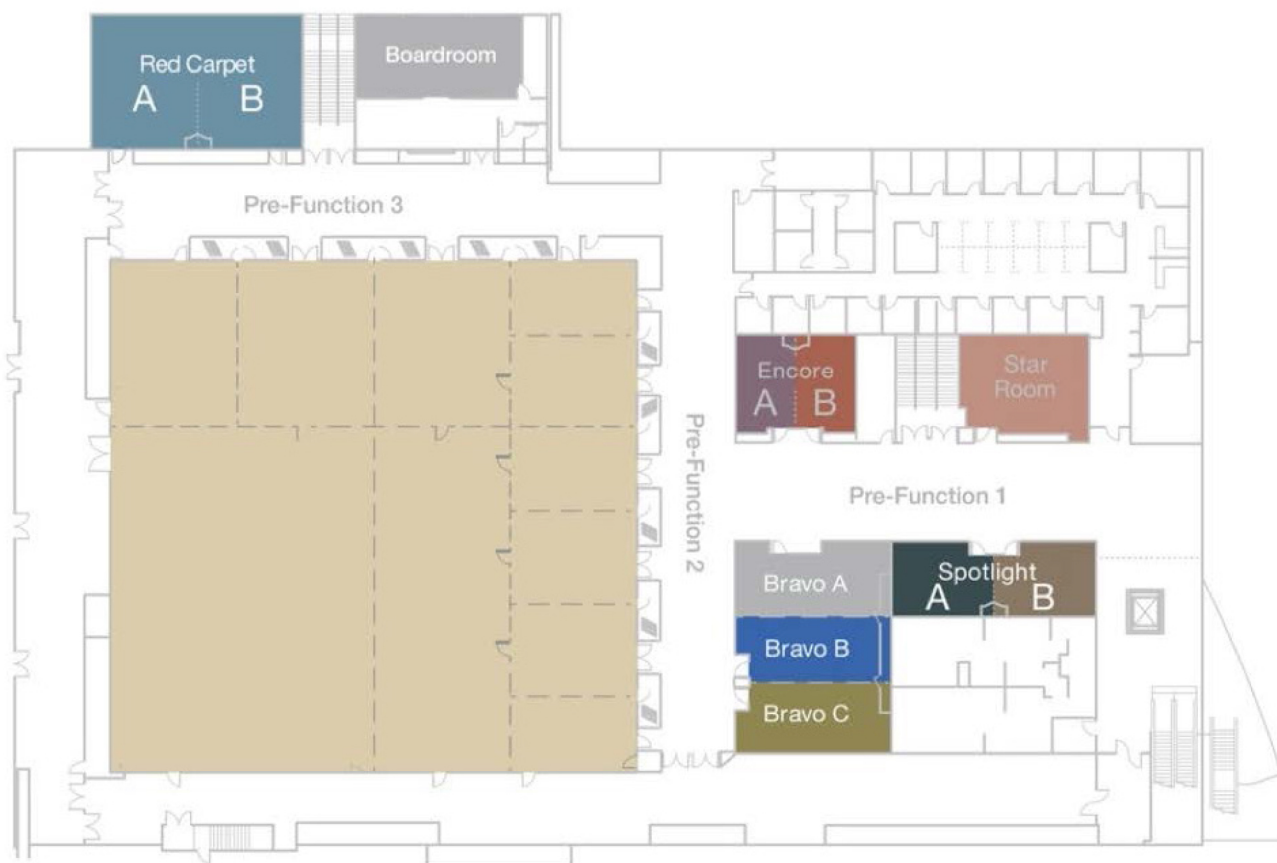 Red Carpet
A B
Boardroom
Pre-Function 3
Encore
A B
Star
Room
Pre-Function 2
Pre-Function 1
Bravo A
Spotlight
A B
Bravo B
Bravo C